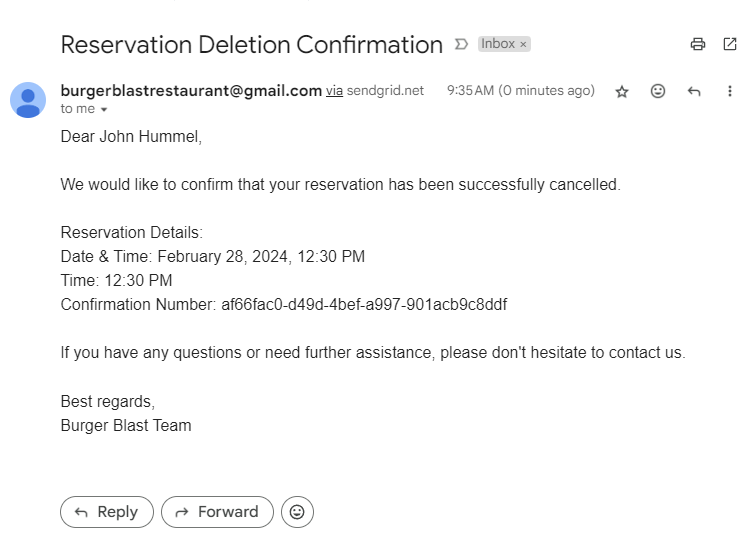 Reservation Deletion Confirmation Inbox ×
burgerblastrestaurant@gmail.com via sendgrid.net 9:35 AM (0 minutes ago)
to me
Dear John Hummel,
We would like to confirm that your reservation has been successfully cancelled.
Reservation Details:
Date & Time: February 28, 2024, 12:30 PM
Time: 12:30 PM
Confirmation Number: af66fac0-d49d-4bef-a997-901acb9c8ddf
If you have any questions or need further assistance, please don't hesitate to contact us.
Best regards,
Burger Blast Team
Reply Forward